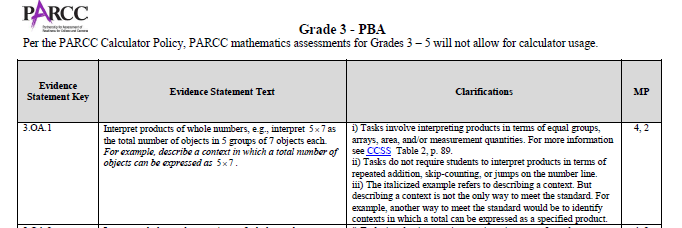 PARCC
Partnership for Assessment of
Readiness for College and Careers
Grade 3 - PBA
Per the PARCC Calculator Policy, PARCC mathematics assessments for Grades 3 – 5 will not allow for calculator usage.
Evidence
Statement Key
Evidence Statement Text
Clarifications
MP
3.OA.1
Interpret products of whole numbers, e.g., interpret 5×7 as
the total number of objects in 5 groups of 7 objects each.
For example, describe a context in which a total number of
objects can be expressed as 5×7.
i) Tasks involve interpreting products in terms of equal groups,
arrays, area, and/or measurement quantities. For more information
see CCSS Table 2, p. 89.
ii) Tasks do not require students to interpret products in terms of
repeated addition, skip-counting, or jumps on the number line.
iii) The italicized example refers to describing a context. But
describing a context is not the only way to meet the standard. For
example, another way to meet the standard would be to identify
contexts in which a total can be expressed as a specified product.
4, 2